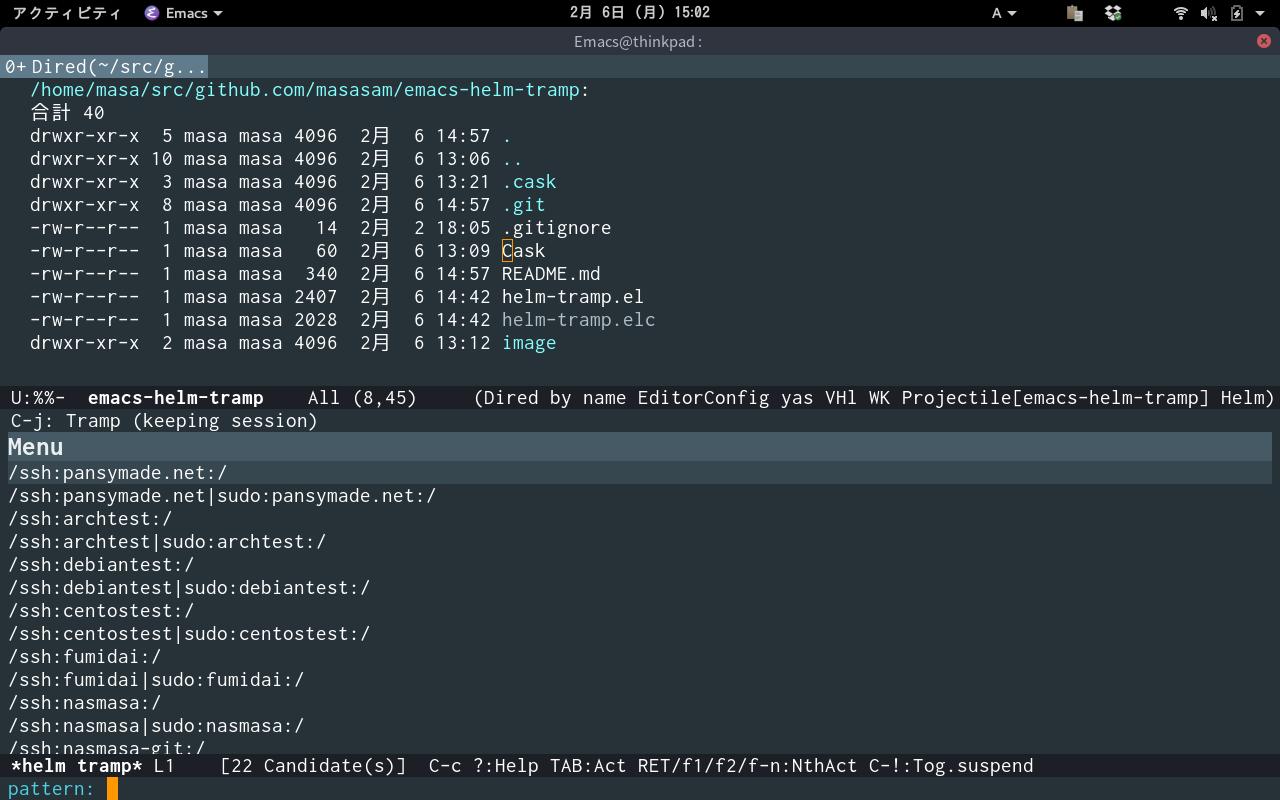 アクティビティ Emacs 2月 6日 (月) 15:02 A
Emacs@thinkpad:
0+ Dired(~/src/g...
/home/masa/src/github.com/masasam/emacs-helm-tramp:
合計 40
drwxr-xr-x  5 masa masa 4096  2月  6 14:57 .
drwxr-xr-x 10 masa masa 4096  2月  6 13:06 ..
drwxr-xr-x  3 masa masa 4096  2月  6 13:21 .cask
drwxr-xr-x  8 masa masa 4096  2月  6 14:57 .git
-rw-r--r--  1 masa masa   14  2月  2 18:05 .gitignore
-rw-r--r--  1 masa masa   60  2月  6 13:09 Cask
-rw-r--r--  1 masa masa  340  2月  6 14:57 README.md
-rw-r--r--  1 masa masa 2407  2月  6 14:42 helm-tramp.el
-rw-r--r--  1 masa masa 2028  2月  6 14:42 helm-tramp.elc
drwxr-xr-x  2 masa masa 4096  2月  6 13:12 image
U:%%-  emacs-helm-tramp    All (8,45)     (Dired by name EditorConfig yas VHl WK Projectile[emacs-helm-tramp] Helm)
C-j: Tramp (keeping session)
Menu
/ssh:pansymade.net:/
/ssh:pansymade.net|sudo:pansymade.net:/
/ssh:archtest:/
/ssh:archtest|sudo:archtest:/
/ssh:debiantest:/
/ssh:debiantest|sudo:debiantest:/
/ssh:centostest:/
/ssh:centostest|sudo:centostest:/
/ssh:fumidai:/
/ssh:fumidai|sudo:fumidai:/
/ssh:nasmasa:/
/ssh:nasmasa|sudo:nasmasa:/
/ssh:nasmasa-git:/
*helm tramp* L1    [22 Candidate(s)]  C-c ?:Help TAB:Act RET/f1/f2/f-n:NthAct C-!:Tog.suspend
pattern: